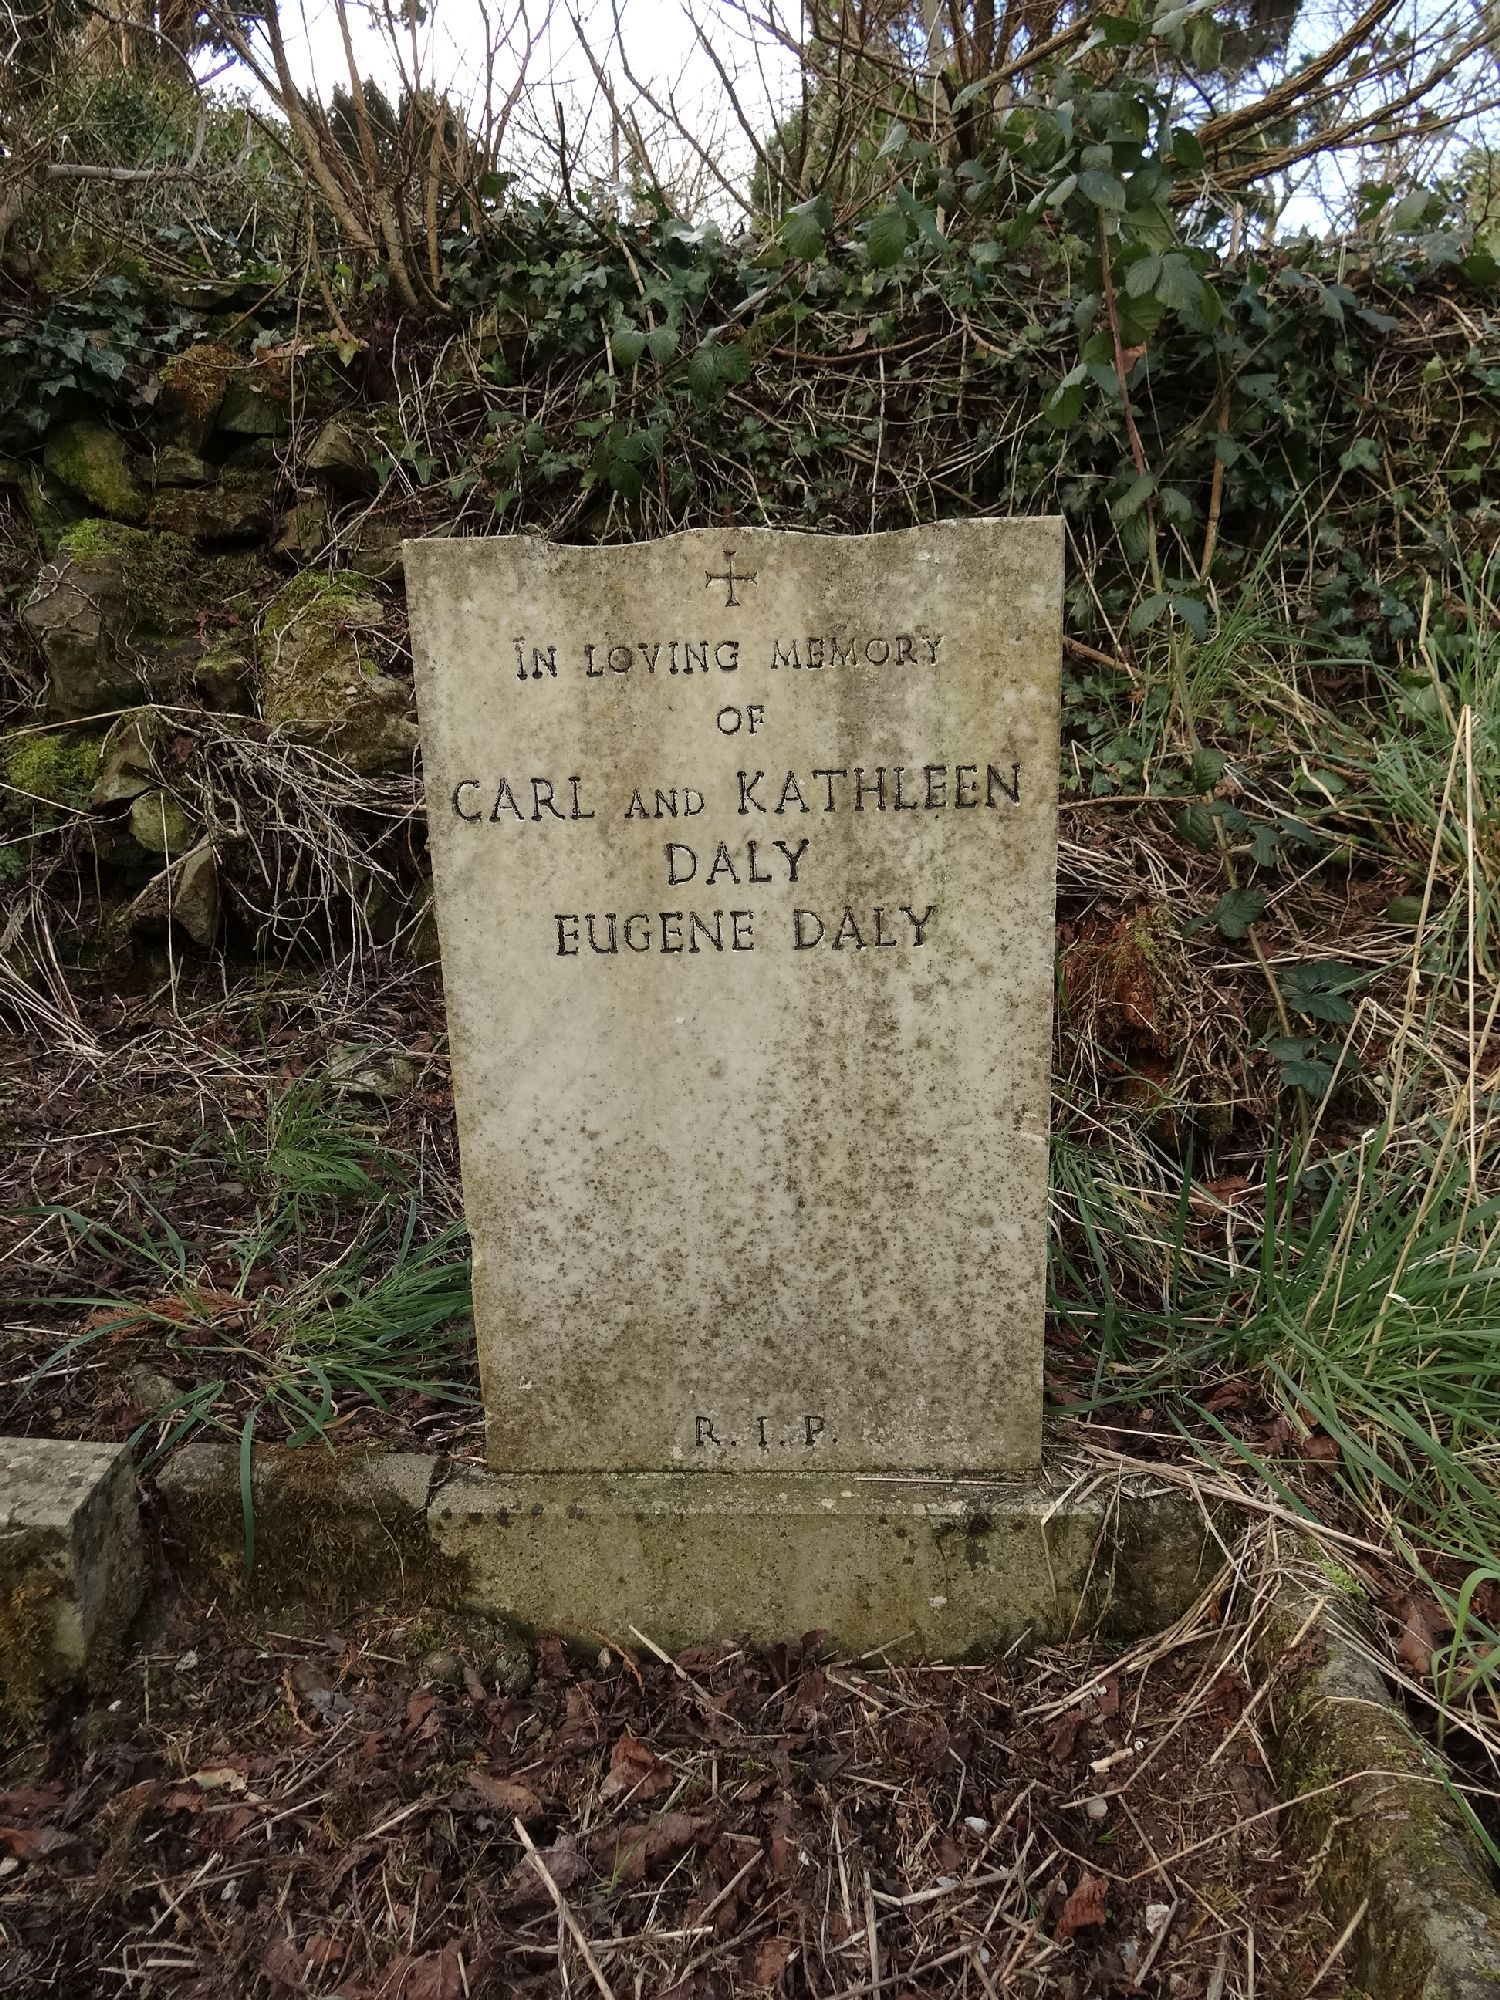 IN LOVING MEMORY
OF
CARL AND KATHLEEN
DALY
EUGENE DALY
R. I. P.